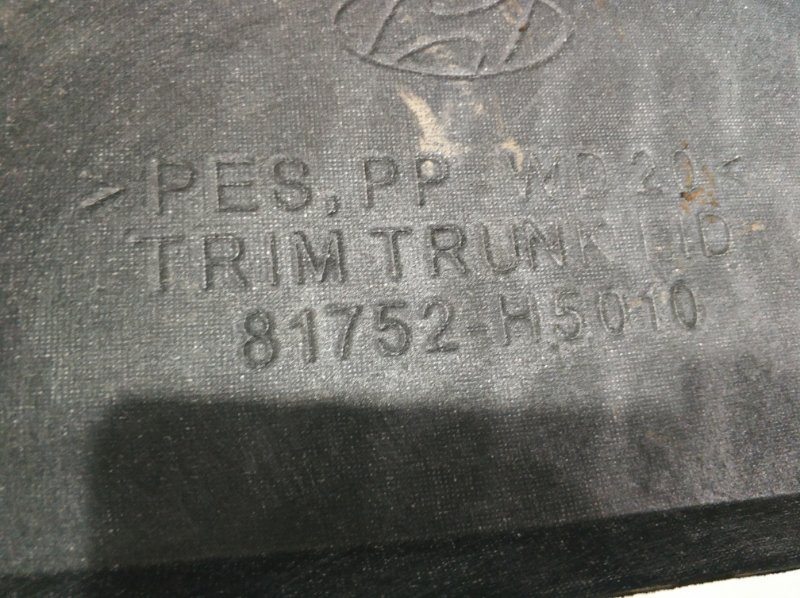 >PES, PP WD20<
TRIM TRUNK LID
81752-H5010